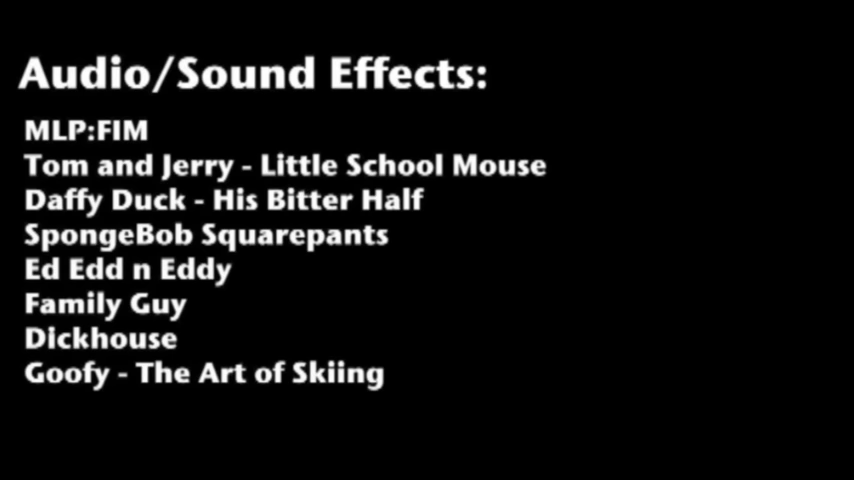 Audio/Sound Effects:
MLP:FIM
Tom and Jerry - Little School Mouse
Daffy Duck - His Bitter Half
SpongeBob Squarepants
Ed Edd n Eddy
Family Guy
Dickhouse
Goofy - The Art of Skiing